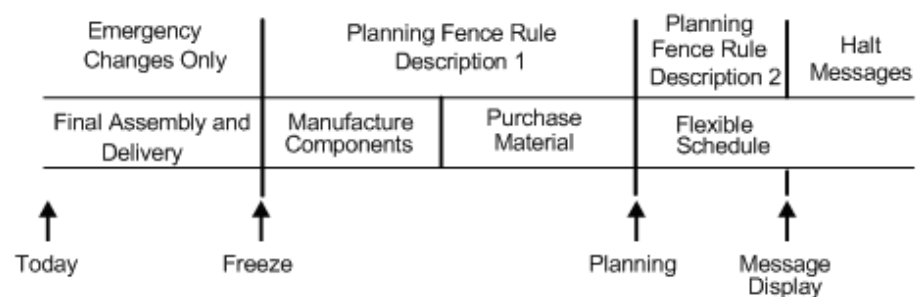 Emergency
Changes Only
Planning Fence Rule
Description 1
Planning
Fence Rule
Description 2
Halt
Messages
Final Assembly and
Delivery
Manufacture
Components
Purchase
Material
Flexible
Schedule
Today
Freeze
Planning
Message
Display